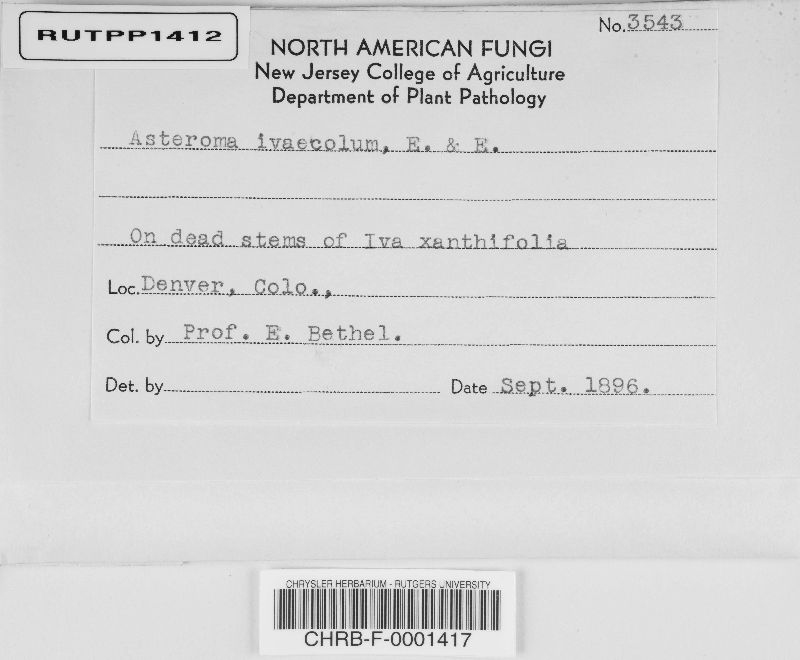 RUTPP1412
No. 3543
NORTH AMERICAN FUNGI
New Jersey College of Agriculture
Department of Plant Pathology
Asteroma ivaecolum, E. & E.
On dead stems of Iva xanthifolia
Loc. Denver, Colo.,
Col. by Prof. E. Bethel.
Det. by
Date Sept. 1896.
CHRYSLER HERBARIUM - RUTGERS UNIVERSITY
CHRB-F-0001417